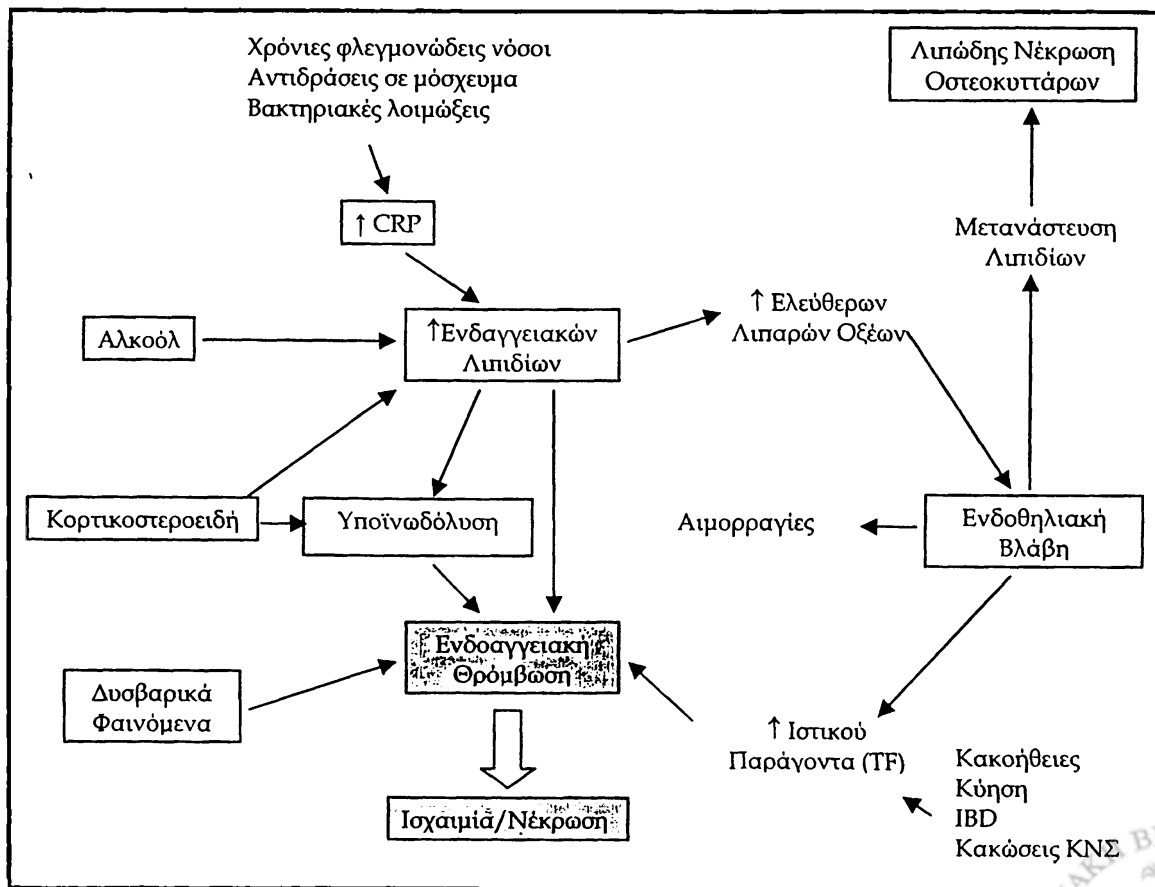 Χρόνιες φλεγμονώδεις νόσοι
Αντιδράσεις σε μόσχευμα
Βακτηριακές λοιμώξεις
Λιπώδης Νέκρωση
Οστεοκυττάρων
↑ CRP
Μετανάστευση
Λιπιδίων
Αλκοόλ
↑Ενδαγγειακών
Λιπιδίων
↑ Ελεύθερων
Λιπαρών Οξέων
Κορτικοστεροειδή
Υποϊνωδόλυση
Αιμορραγίες
Ενδοθηλιακή
Βλάβη
Ενδοαγγειακή
Θρόμβωση
Δυσβαρικά
Φαινόμενα
↑ Ιστικού
Παράγοντα (TF)
Κακοήθειες
Κύηση
IBD
Κακώσεις ΚΝΣ
Ισχαιμία/Νέκρωση